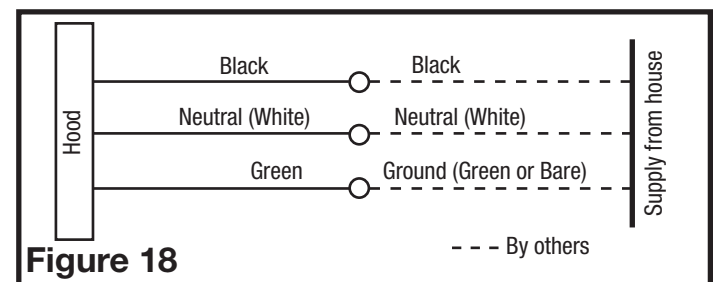 Hood
Black
Black
Neutral (White)
Neutral (White)
Green
Ground (Green or Bare)
Supply from house
Figure 18
- - - By others